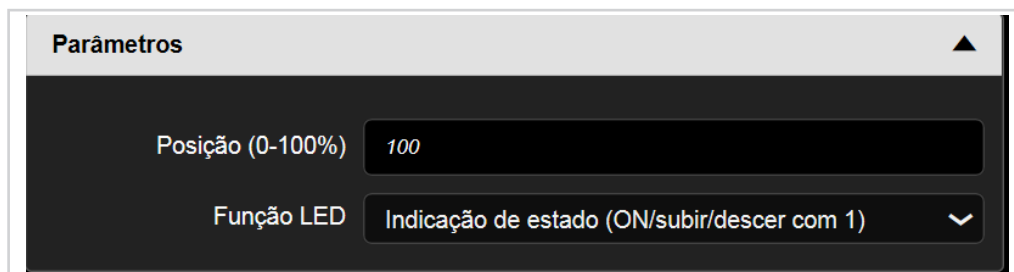 Parâmetros
Posição (0-100%) 100
Função LED Indicação de estado (ON/subir/descer com 1)